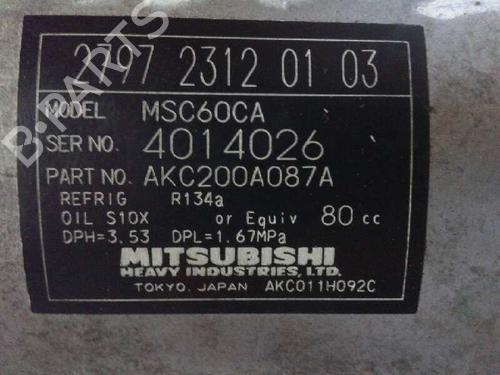 2197 2312 01 03
MODEL MSC60CA
SER NO. 4014026
PART NO. AKC200A087A
REFRIG R134a
OIL S10X or Equiv 80 cc
DPH=3.53 DPL=1.67MPa
MITSUBISHI
HEAVY INDUSTRIES, LTD.
TOKYO, JAPAN AKC011H092C
B-PARTS